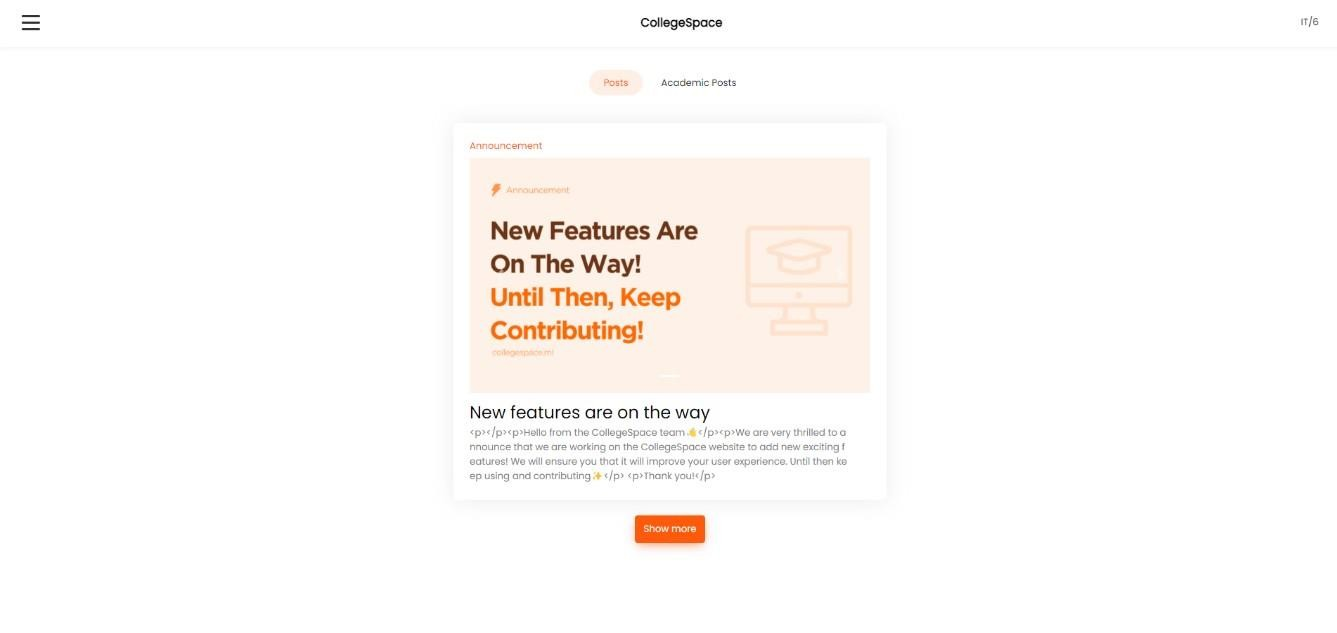 CollegeSpace
IT/6
Posts
Academic Posts
Announcement
Announcement
New Features Are
On The Way!
Until Then, Keep
Contributing!
collegespace.ml
New features are on the way
<p></p><p>Hello from the CollegeSpace team👋</p><p>We are very thrilled to a
nnounce that we are working on the CollegeSpace website to add new exciting f
eatures! We will ensure you that it will improve your user experience. Until then ke
ep using and contributing✨</p> <p>Thank you!</p>
Show more